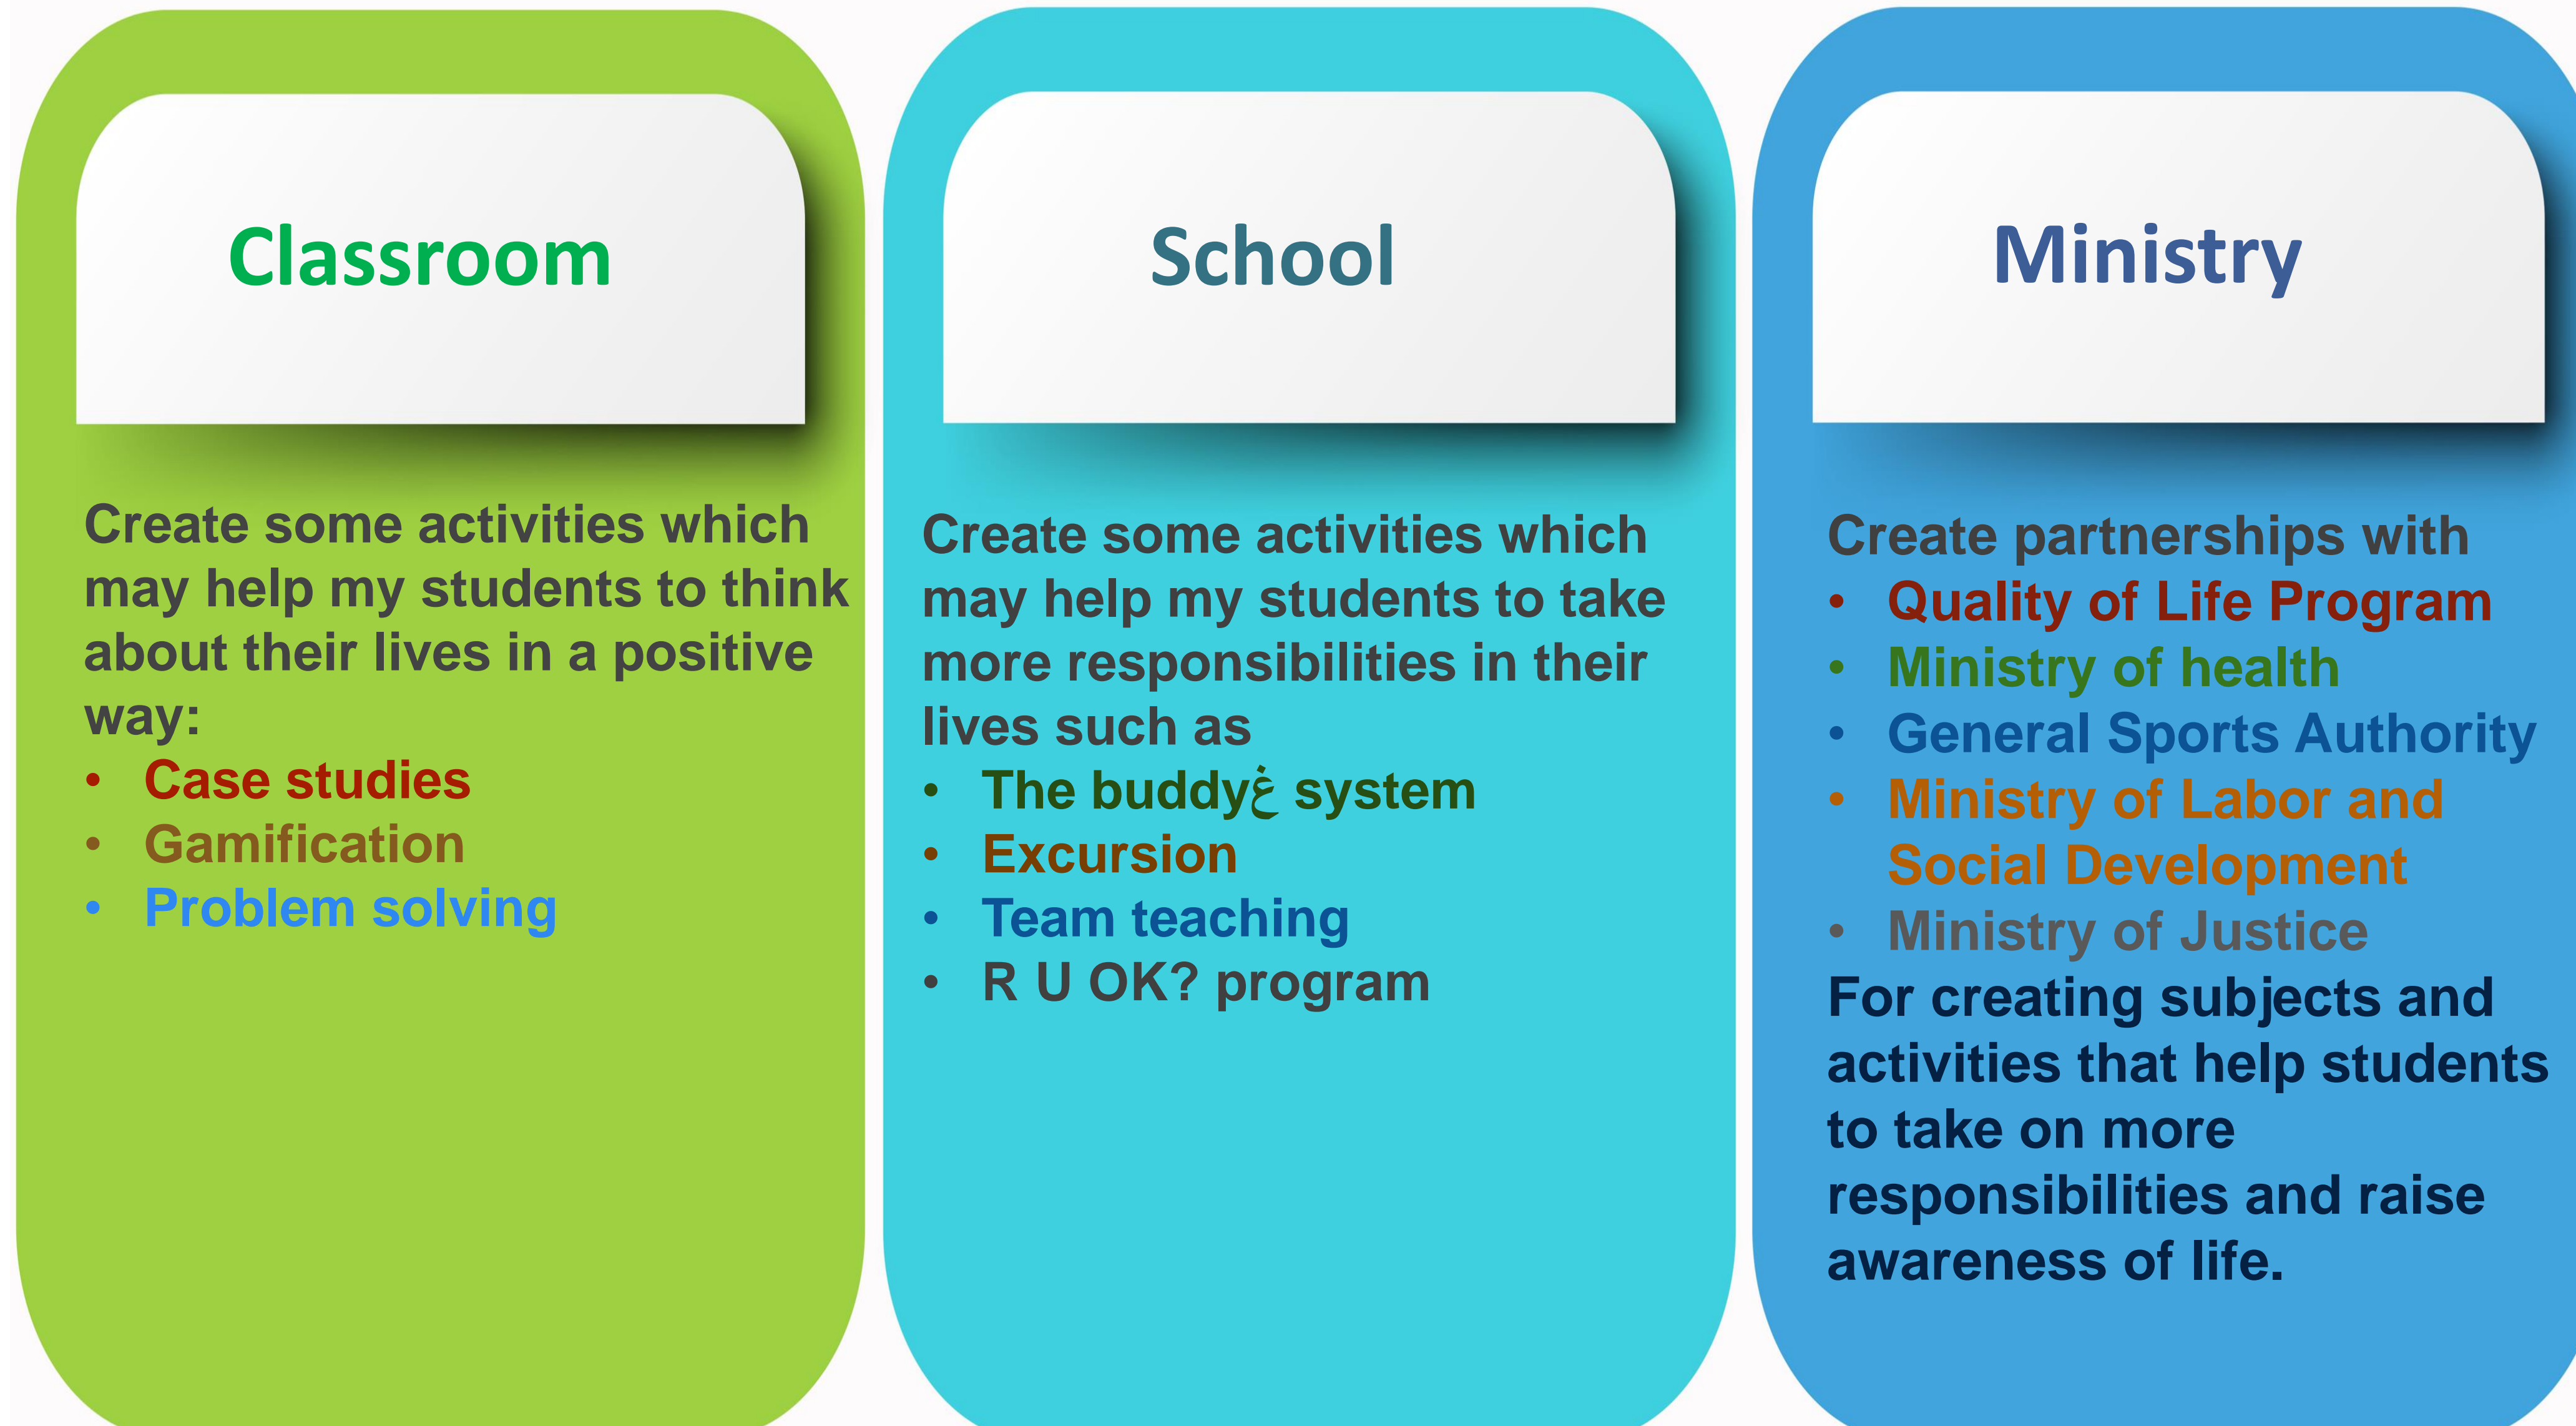 Classroom
Create some activities which
may help my students to think
about their lives in a positive
way:
• Case studies
• Gamification
• Problem solving
School
Create some activities which
may help my students to take
more responsibilities in their
lives such as
• The buddyغ system
• Excursion
• Team teaching
• R U OK? program
Ministry
Create partnerships with
• Quality of Life Program
• Ministry of health
• General Sports Authority
• Ministry of Labor and
Social Development
• Ministry of Justice
For creating subjects and
activities that help students
to take on more
responsibilities and raise
awareness of life.